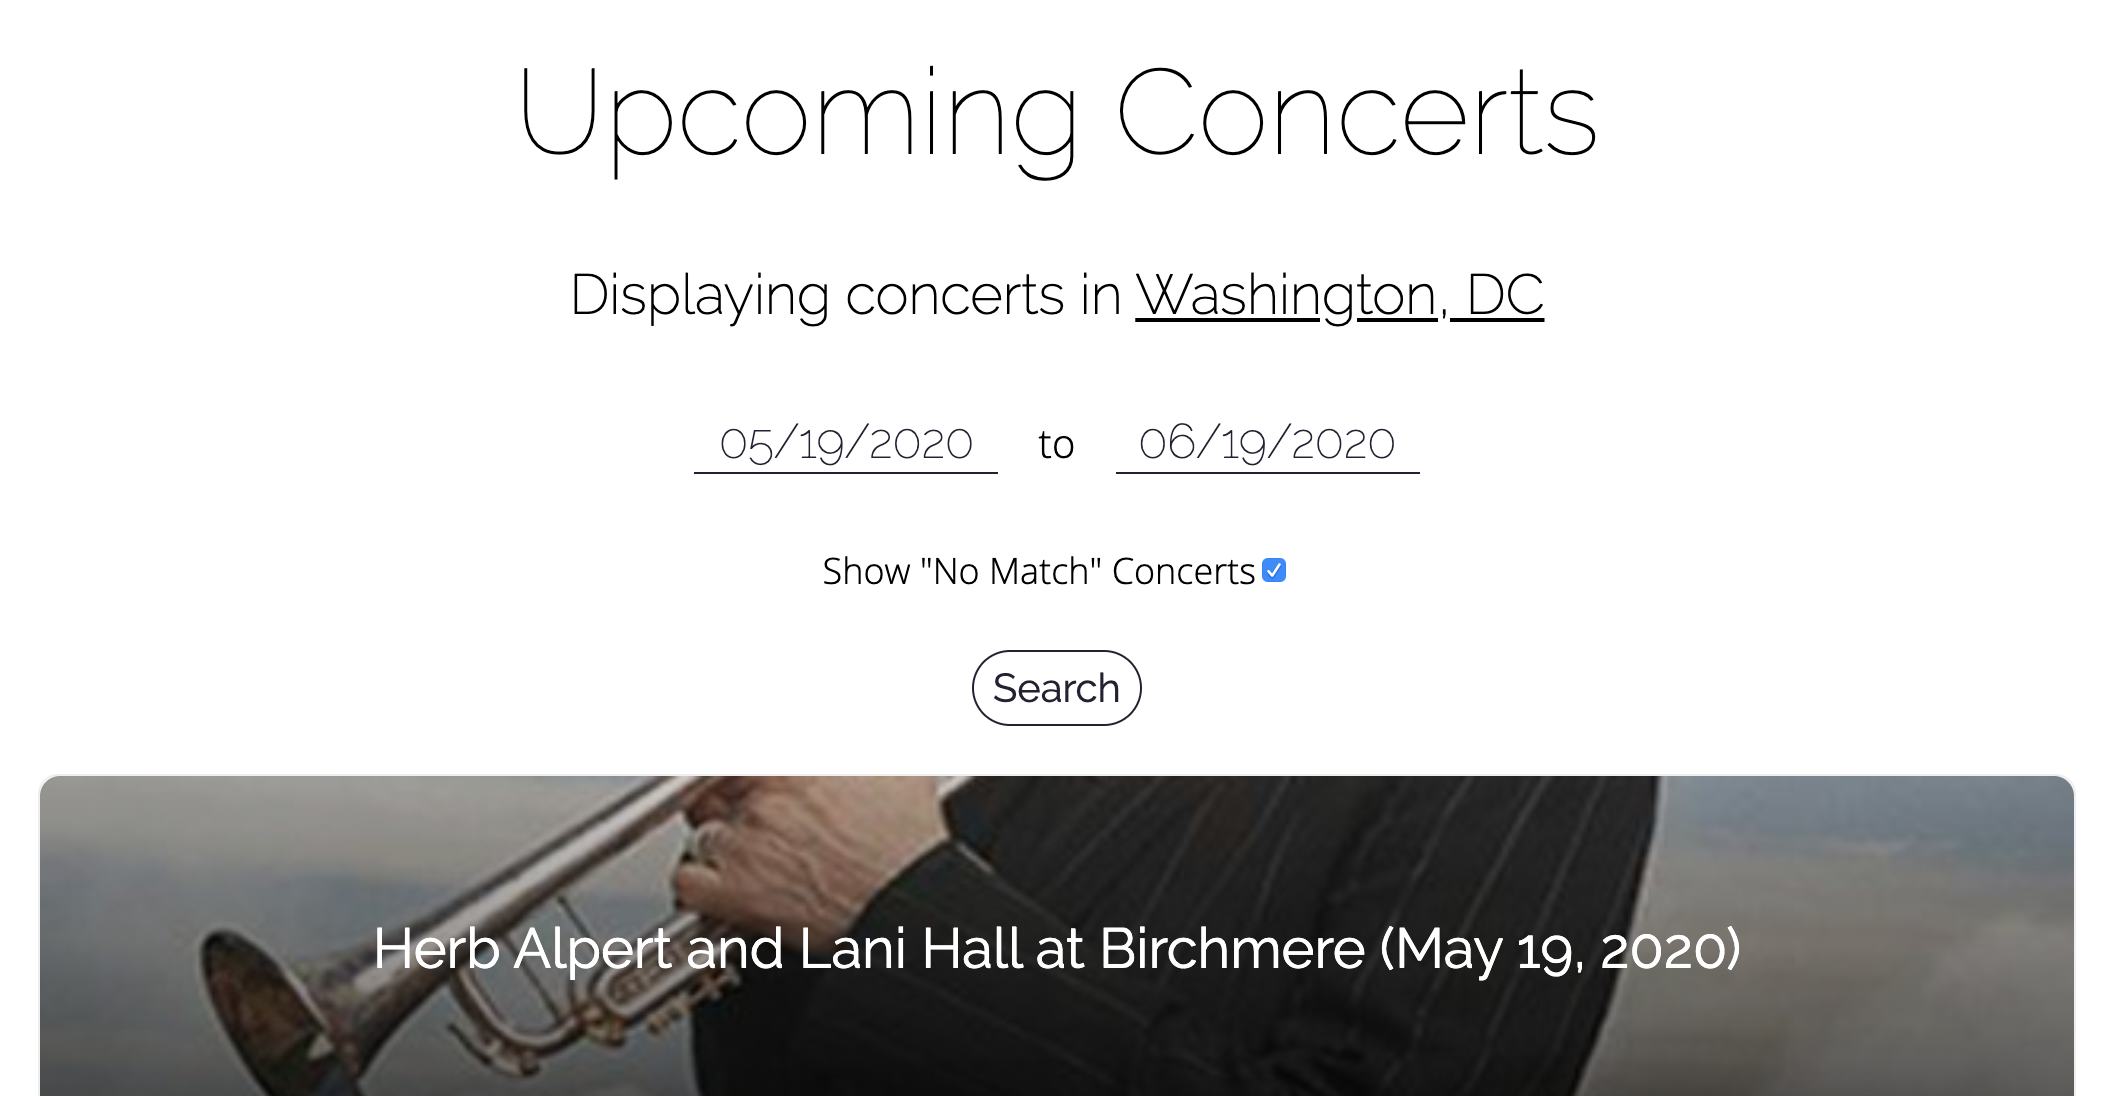 Upcoming Concerts
Displaying concerts in Washington, DC
05/19/2020 to 06/19/2020
Show "No Match" Concerts
Search
Herb Alpert and Lani Hall at Birchmere (May 19, 2020)